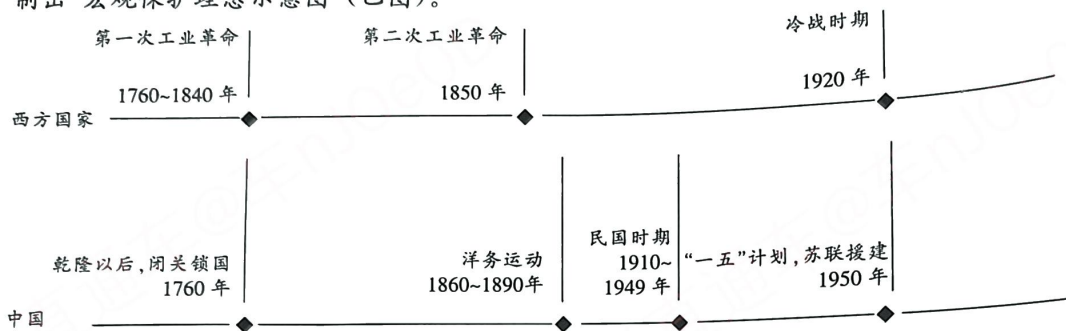 制出“宏观保护理念示意图”(乙图)。
第一次工业革命
1760~1840 年
第二次工业革命
1850 年
冷战时期
1920 年
西方国家
乾隆以后,闭关锁国
1760 年
洋务运动
1860~1890年
民国时期
1910~
1949 年
“一五”计划,苏联援建
1950 年
中国